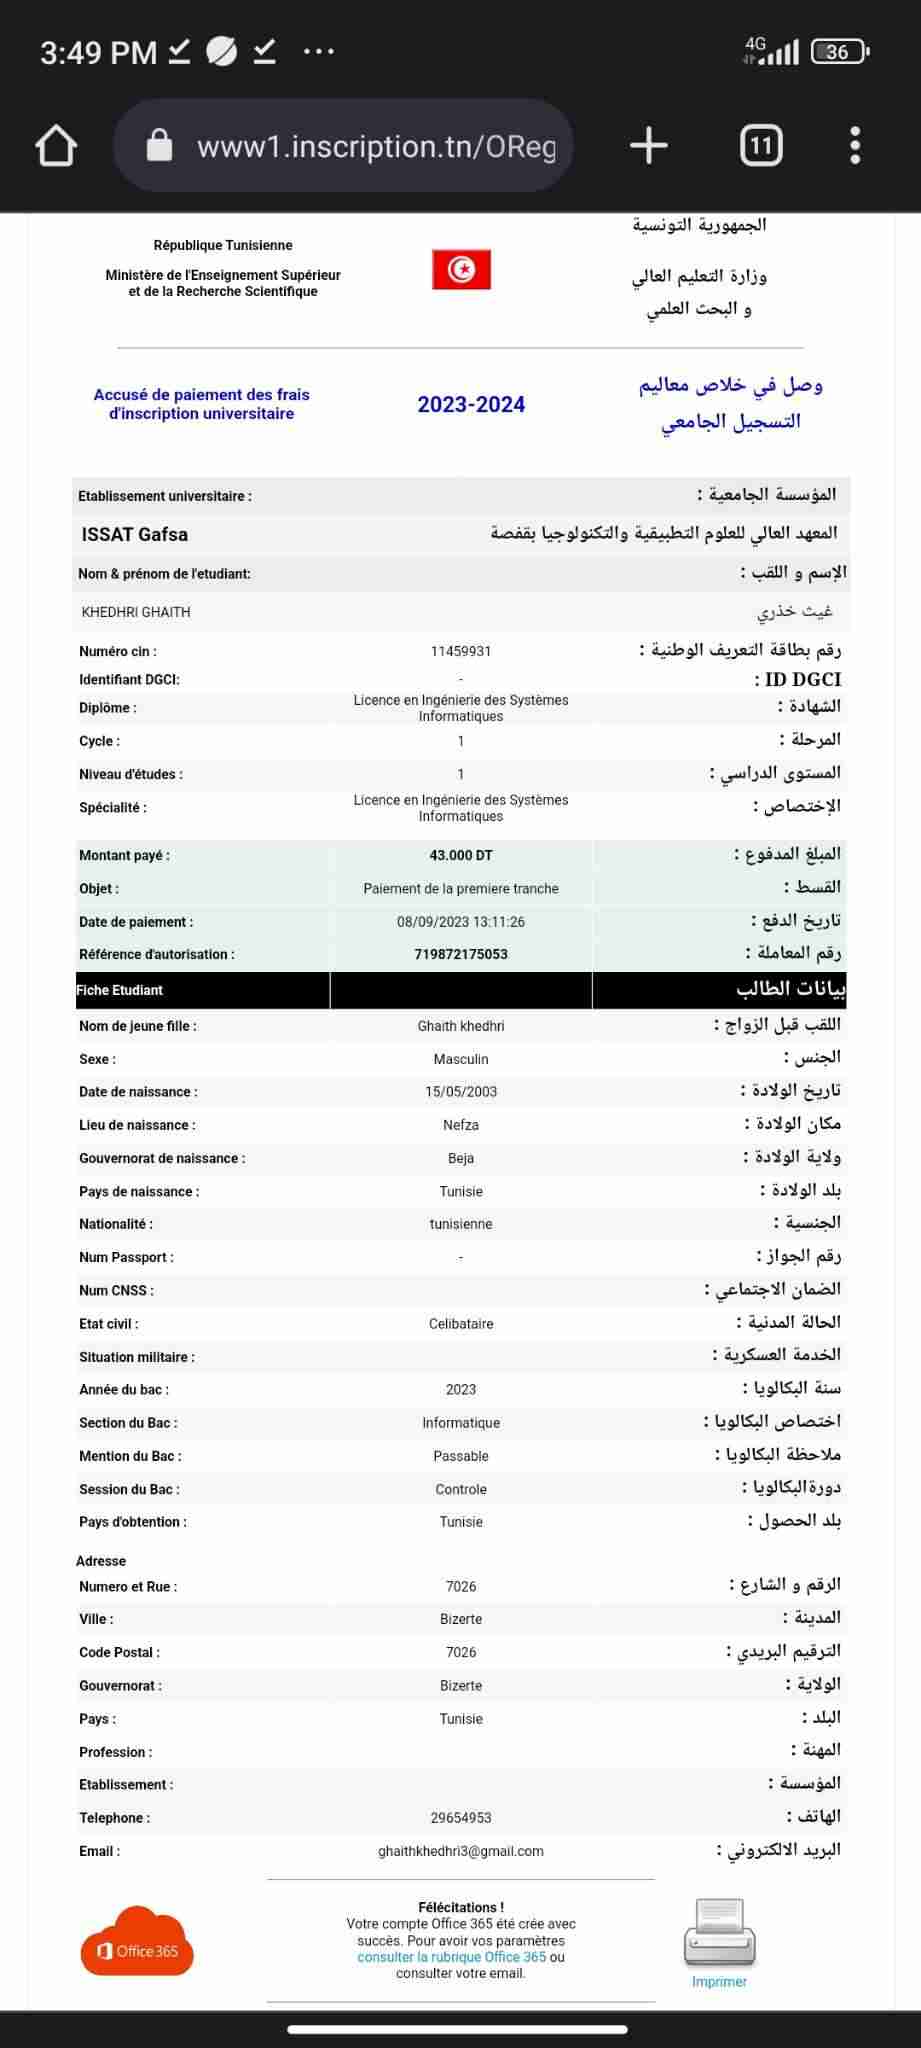 3:49 PM
4G
36
www1.inscription.tn/OReg
11
République Tunisienne
Ministère de l'Enseignement Supérieur
et de la Recherche Scientifique
الجمهورية التونسية
وزارة التعليم العالي
و البحث العلمي
Accusé de paiement des frais
d'inscription universitaire
2023-2024
وصل في خلاص معاليم
التسجيل الجامعي
Etablissement universitaire : المؤسسة الجامعية :
ISSAT Gafsa المعهد العالي للعلوم التطبيقية والتكنولوجيا بقفصة
Nom & prénom de l'etudiant: الإسم و اللقب :
KHEDHRI GHAITH غيث خذري
Numéro cin : 11459931 رقم بطاقة التعريف الوطنية :
Identifiant DGCI: - ID DGCI :
Diplôme : Licence en Ingénierie des Systèmes
Informatiques الشهادة :
Cycle : 1 المرحلة :
Niveau d'études : 1 المستوى الدراسي :
Spécialité : Licence en Ingénierie des Systèmes
Informatiques الإختصاص :
Montant payé : 43.000 DT المبلغ المدفوع :
Objet : Paiement de la premiere tranche القسط :
Date de paiement : 08/09/2023 13:11:26 تاريخ الدفع :
Référence d'autorisation : 719872175053 رقم المعاملة :
Fiche Etudiant بيانات الطالب
Nom de jeune fille : Ghaith khedhri اللقب قبل الزواج :
Sexe : Masculin الجنس :
Date de naissance : 15/05/2003 تاريخ الولادة :
Lieu de naissance : Nefza مكان الولادة :
Gouvernorat de naissance : Beja ولاية الولادة :
Pays de naissance : Tunisie بلد الولادة :
Nationalité : tunisienne الجنسية :
Num Passport : - رقم الجواز :
Num CNSS : الضمان الاجتماعي :
Etat civil : Celibataire الحالة المدنية :
Situation militaire : الخدمة العسكرية :
Année du bac : 2023 سنة البكالويا :
Section du Bac : Informatique اختصاص البكالويا :
Mention du Bac : Passable ملاحظة البكالويا :
Session du Bac : Controle دورةالبكالويا :
Pays d'obtention : Tunisie بلد الحصول :
Adresse
Numero et Rue : 7026 الرقم و الشارع :
Ville : Bizerte المدينة :
Code Postal : 7026 الترقيم البريدي :
Gouvernorat : Bizerte الولاية :
Pays : Tunisie البلد :
Profession : المهنة :
Etablissement : المؤسسة :
Telephone : 29654953 الهاتف :
Email : ghaithkhedhri3@gmail.com البريد الالكتروني :
Office 365
Félécitations !
Votre compte Office 365 été crée avec
succès. Pour avoir vos paramètres
consulter la rubrique Office 365 ou
consulter votre email.
Imprimer